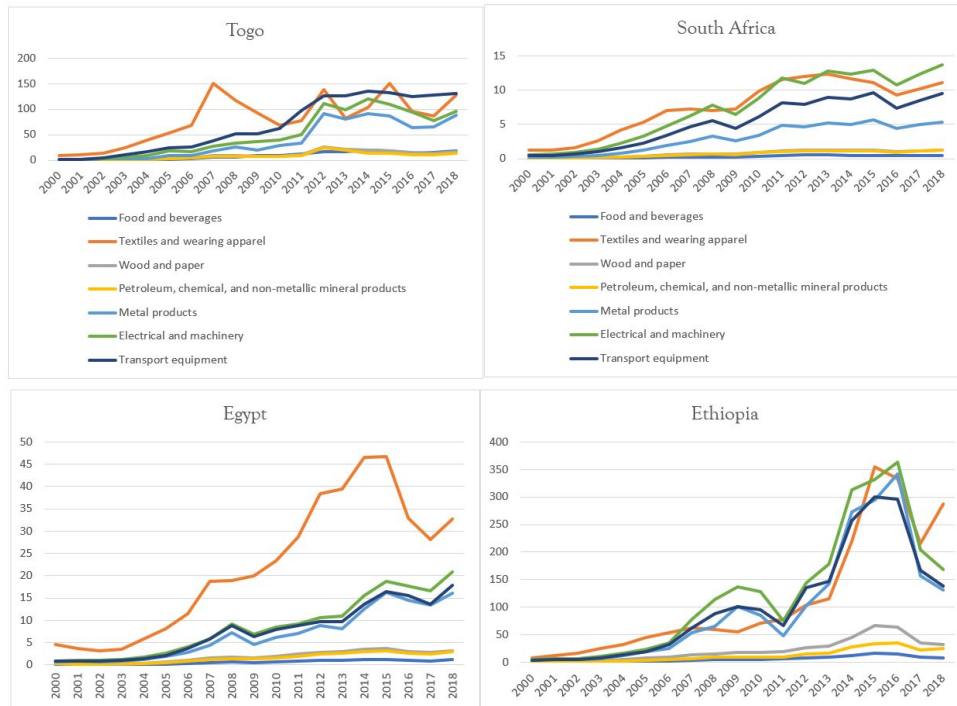 Togo
200
150
100
50
0
2000 2001 2002 2003 2004 2005 2006 2007 2008 2009 2010 2011 2012 2013 2014 2015 2016 2017 2018
Food and beverages
Textiles and wearing apparel
Wood and paper
Petroleum, chemical, and non-metallic mineral products
Metal products
Electrical and machinery
Transport equipment
South Africa
15
10
5
0
2000 2001 2002 2003 2004 2005 2006 2007 2008 2009 2010 2011 2012 2013 2014 2015 2016 2017 2018
Food and beverages
Textiles and wearing apparel
Wood and paper
Petroleum, chemical, and non-metallic mineral products
Metal products
Electrical and machinery
Transport equipment
Egypt
50
45
40
35
30
25
20
15
10
5
0
2000 2001 2002 2003 2004 2005 2006 2007 2008 2009 2010 2011 2012 2013 2014 2015 2016 2017 2018
Ethiopia
400
350
300
250
200
150
100
50
0
2000 2001 2002 2003 2004 2005 2006 2007 2008 2009 2010 2011 2012 2013 2014 2015 2016 2017 2018